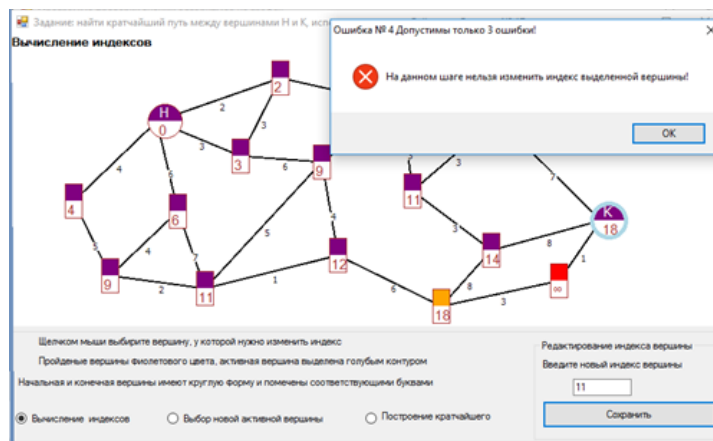 Задание: найти кратчайший путь между вершинами Н и К, испо
Вычисление индексов
Ошибка № 4 Допустимы только 3 ошибки!
На данном шаге нельзя изменить индекс выделенной вершины!
OK
2
2
H
0
3
3
3
6
9
4
6
5
11
3
7
4
6
5
4
7
9
2
11
5
4
12
1
3
14
8
K
18
6
8
18
3
1
∞
Щелчком мыши выбирите вершину, у которой нужно изменить индекс
Пройденые вершины фиолетового цвета, активная вершина выделена голубым контуром
Начальная и конечная вершины имеют круглую форму и помечены соответствующими буквами
Вычисление индексов
Выбор новой активной вершины
Построение кратчайшего
Редактирование индекса вершины
Введите новый индекс вершины
11
Сохранить